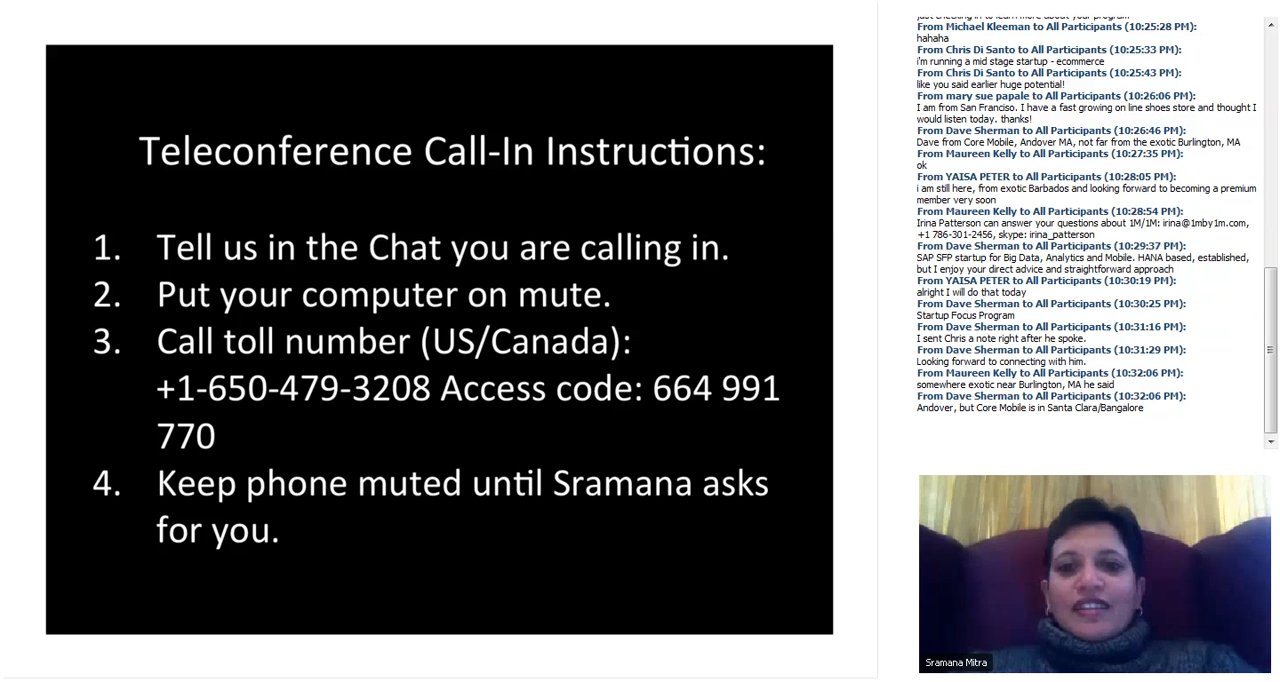 Teleconference Call-In Instructions:
1. Tell us in the Chat you are calling in.
2. Put your computer on mute.
3. Call toll number (US/Canada):
+1-650-479-3208 Access code: 664 991
770
4. Keep phone muted until Sramana asks
for you.
just checking in to learn more about your program
From Michael Kleeman to All Participants (10:25:28 PM):
hahaha
From Chris Di Santo to All Participants (10:25:33 PM):
i'm running a mid stage startup - ecommerce
From Chris Di Santo to All Participants (10:25:43 PM):
like you said earlier huge potential!
From mary sue papale to All Participants (10:26:06 PM):
I am from San Franciso. I have a fast growing on line shoes store and thought I
would listen today. thanks!
From Dave Sherman to All Participants (10:26:46 PM):
Dave from Core Mobile, Andover MA, not far from the exotic Burlington, MA
From Maureen Kelly to All Participants (10:27:35 PM):
ok
From YAISA PETER to All Participants (10:28:05 PM):
i am still here, from exotic Barbados and looking forward to becoming a premium
member very soon
From Maureen Kelly to All Participants (10:28:54 PM):
Irina Patterson can answer your questions about 1M/1M: irina@1mby1m.com,
+1 786-301-2456, skype: irina_patterson
From Dave Sherman to All Participants (10:29:37 PM):
SAP SFP startup for Big Data, Analytics and Mobile. HANA based, established,
but I enjoy your direct advice and straightforward approach
From YAISA PETER to All Participants (10:30:19 PM):
alright I will do that today
From Dave Sherman to All Participants (10:30:25 PM):
Startup Focus Program
From Dave Sherman to All Participants (10:31:16 PM):
I sent Chris a note right after he spoke.
From Dave Sherman to All Participants (10:31:29 PM):
Looking forward to connecting with him.
From Maureen Kelly to All Participants (10:32:06 PM):
somewhere exotic near Burlington, MA he said
From Dave Sherman to All Participants (10:32:06 PM):
Andover, but Core Mobile is in Santa Clara/Bangalore
Sramana Mitra